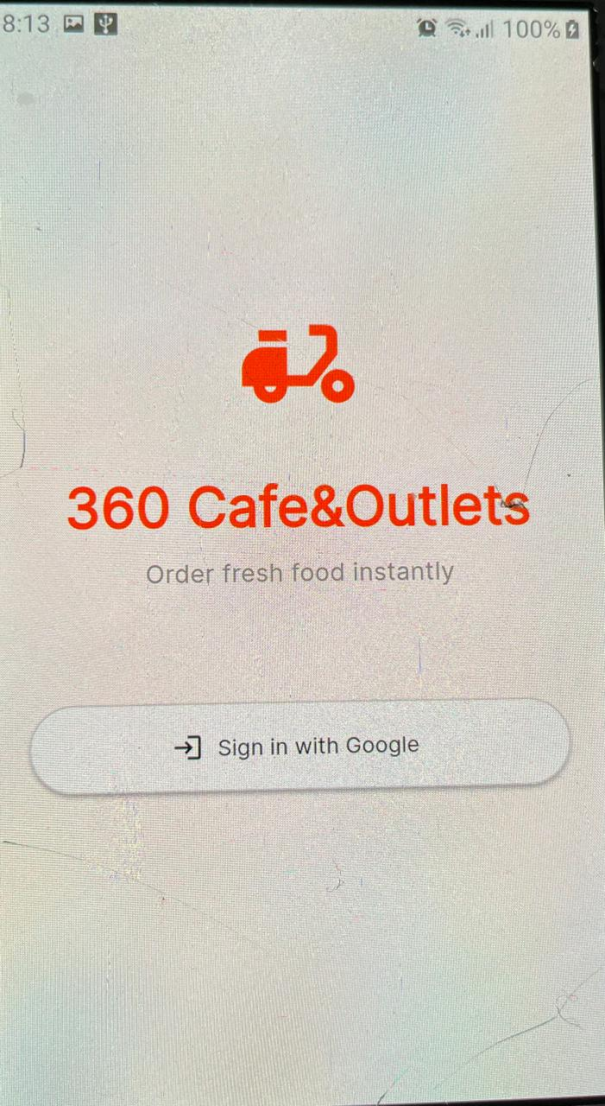 8:13 100%
360 Cafe&Outlets
Order fresh food instantly
Sign in with Google